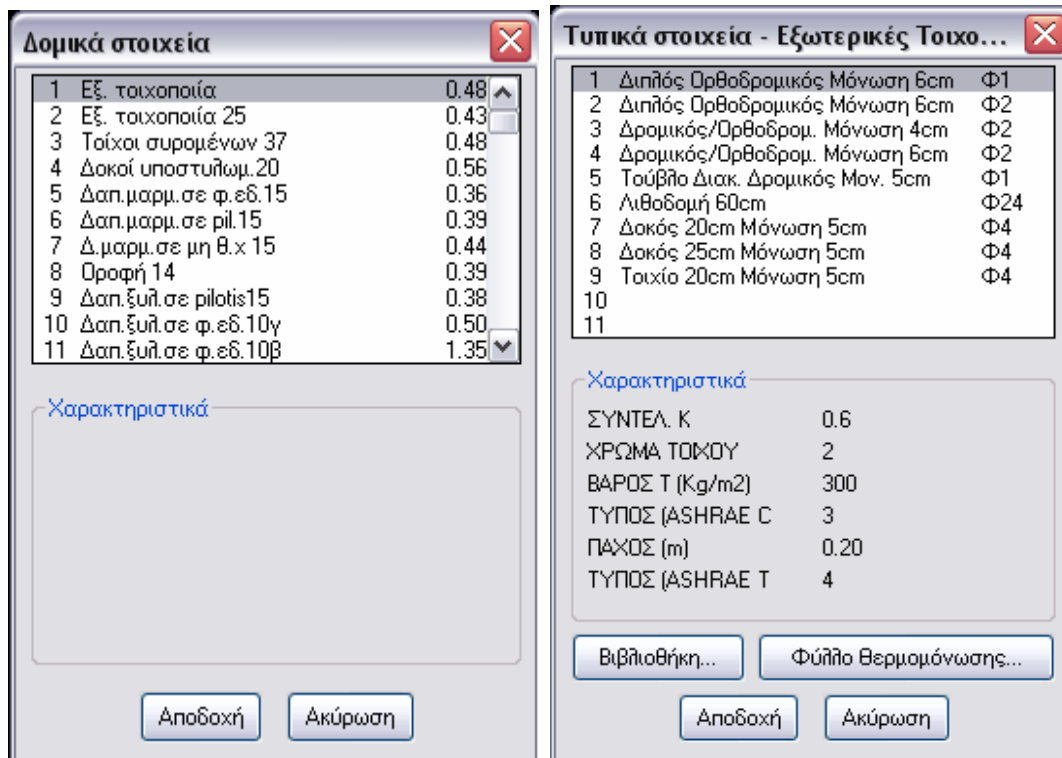 Δομικά στοιχεία
1 Εξ. τοιχοποιία 0.48
2 Εξ. τοιχοποιία 25 0.43
3 Τοίχοι συρομένων 37 0.48
4 Δοκοί υποστυλωμ.20 0.56
5 Δαπ.μαρμ.σε φ.εδ.15 0.36
6 Δαπ.μαρμ.σε pil.15 0.39
7 Δ.μαρμ.σε μη θ.χ 15 0.44
8 Οροφή 14 0.39
9 Δαπ.ξυλ.σε pilotis15 0.38
10 Δαπ.ξυλ.σε φ.εδ.10γ 0.50
11 Δαπ.ξυλ.σε φ.εδ.10β 1.35
Χαρακτηριστικά
Αποδοχή Ακύρωση
Τυπικά στοιχεία - Εξωτερικές Τοιχο...
1 Διπλός Ορθοδρομικός Μόνωση 6cm Φ1
2 Διπλός Ορθοδρομικός Μόνωση 6cm Φ2
3 Δρομικός/Ορθοδρομ. Μόνωση 4cm Φ2
4 Δρομικός/Ορθοδρομ. Μόνωση 6cm Φ2
5 Τούβλο Διακ. Δρομικός Μον. 5cm Φ1
6 Λιθοδομή 60cm Φ24
7 Δοκός 20cm Μόνωση 5cm Φ4
8 Δοκός 25cm Μόνωση 5cm Φ4
9 Τοιχίο 20cm Μόνωση 5cm Φ4
10
11
Χαρακτηριστικά
ΣΥΝΤΕΛ. Κ 0.6
ΧΡΩΜΑ ΤΟΙΧΟΥ 2
ΒΑΡΟΣ Τ (Kg/m2) 300
ΤΥΠΟΣ (ASHRAE C 3
ΠΑΧΟΣ (m) 0.20
ΤΥΠΟΣ (ASHRAE T 4
Βιβλιοθήκη... Φύλλο Θερμομόνωσης...
Αποδοχή Ακύρωση